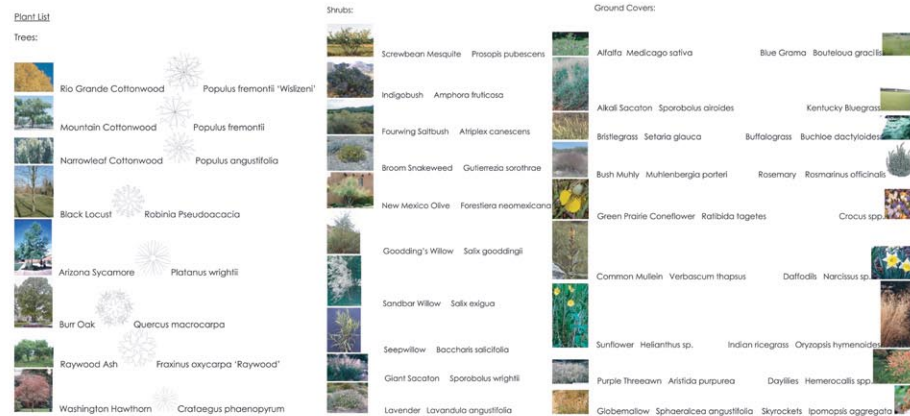 Plant List
Trees:
Rio Grande Cottonwood Populus fremontii 'Wislizeni'
Mountain Cottonwood Populus fremontii
Narrowleaf Cottonwood Populus angustifolia
Black Locust Robinia Pseudoacacia
Arizona Sycamore Platanus wrightii
Burr Oak Quercus macrocarpa
Raywood Ash Fraxinus oxycarpa 'Raywood'
Washington Hawthorn Crataegus phaenopyrum
Shrubs:
Screwbean Mesquite Prosopis pubescens
Indigobush Amphora fruticosa
Fourwing Saltbush Atriplex canescens
Broom Snakeweed Gutierrezia sorothrae
New Mexico Olive Forestiera neomexicana
Goodding's Willow Salix gooddingii
Sandbar Willow Salix exigua
Seepwillow Baccharis salicifolia
Giant Sacaton Sporobolus wrightii
Lavender Lavandula angustifolia
Ground Covers:
Alfalfa Medicago sativa Blue Grama Bouteloua gracilis
Alkali Sacaton Sporobolus airoides Kentucky Bluegrass
Bristlegrass Setaria glauca Buffalograss Buchloe dactyloides
Bush Muhly Muhlenbergia porteri Rosemary Rosmarinus officinalis
Green Prairie Coneflower Ratibida tagetes Crocus spp.
Common Mullein Verbascum thapsus Daffodils Narcissus sp.
Sunflower Helianthus sp. Indian ricegrass Oryzopsis hymenoides
Purple Threeawn Aristida purpurea Daylilies Hemerocallis spp.
Globemallow Sphaeralcea angustifolia Skyrockets Ipomopsis aggregata